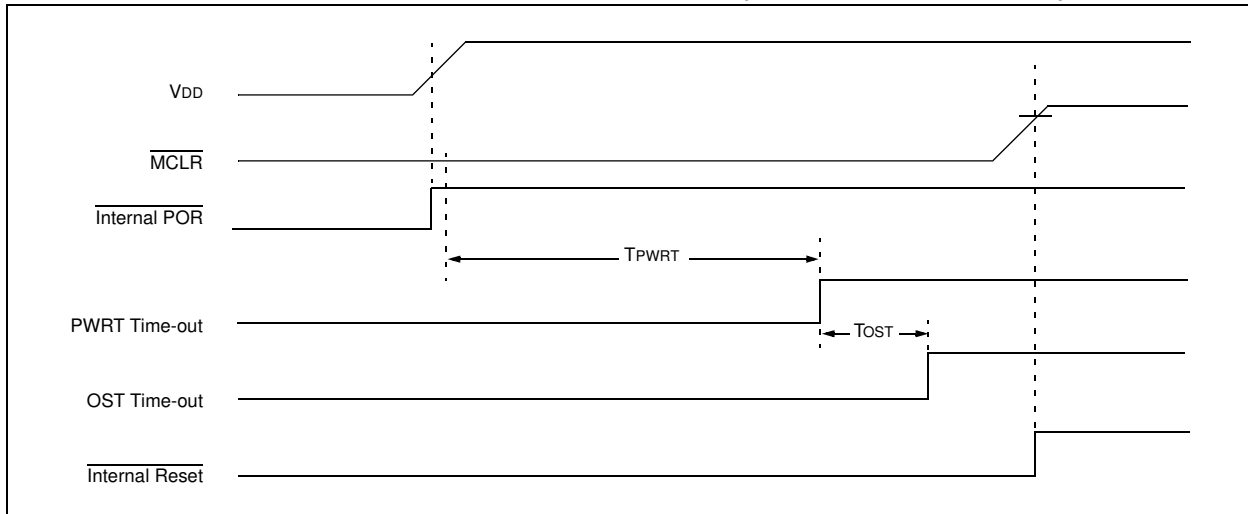 VDD
MCLR
Internal POR
TPWRT
PWRT Time-out
TOST
OST Time-out
Internal Reset